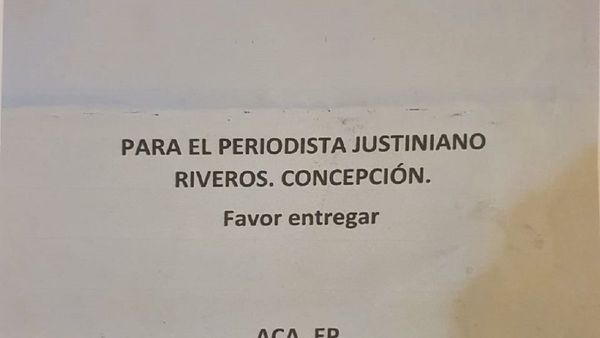 PARA EL PERIODISTA JUSTINIANO
RIVEROS. CONCEPCIÓN.
Favor entregar
ACA EP